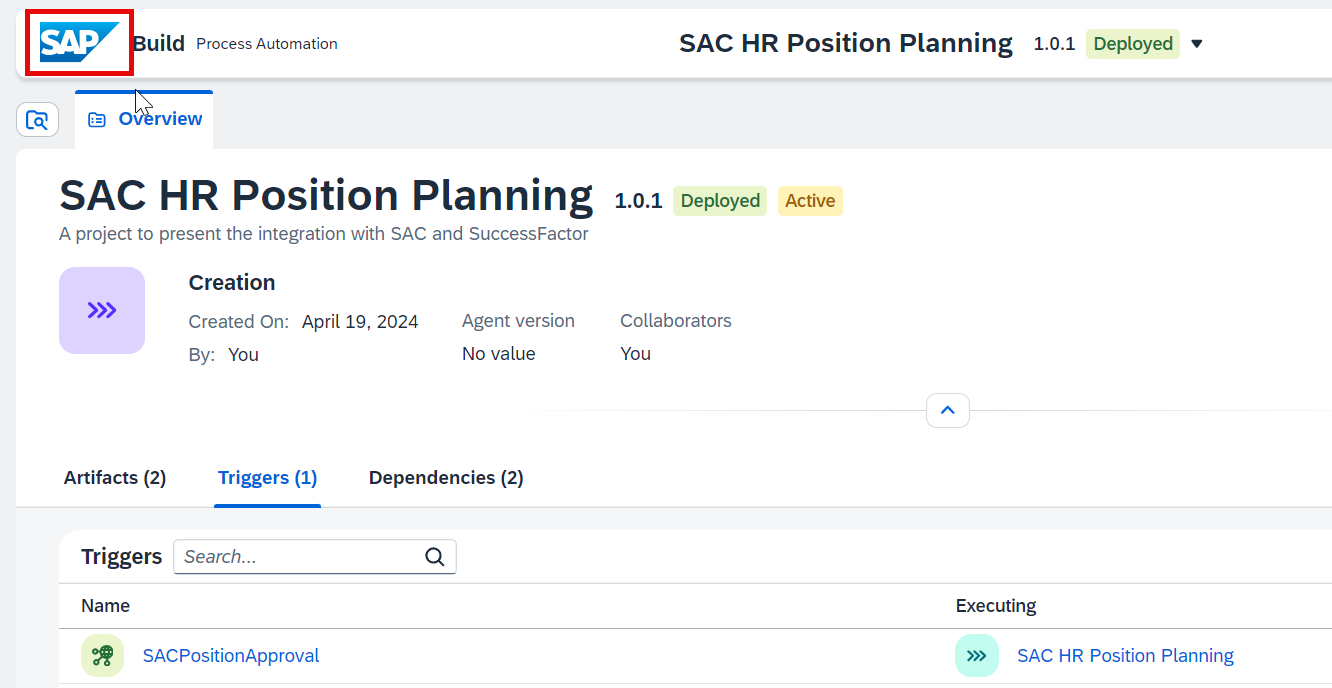 SAP Build Process Automation SAC HR Position Planning 1.0.1 Deployed
Overview
SAC HR Position Planning 1.0.1 Deployed Active
A project to present the integration with SAC and SuccessFactor
Creation
Created On: April 19, 2024 Agent version Collaborators
By: You No value You
Artifacts (2) Triggers (1) Dependencies (2)
Triggers Search...
Name Executing
SACPositionApproval SAC HR Position Planning